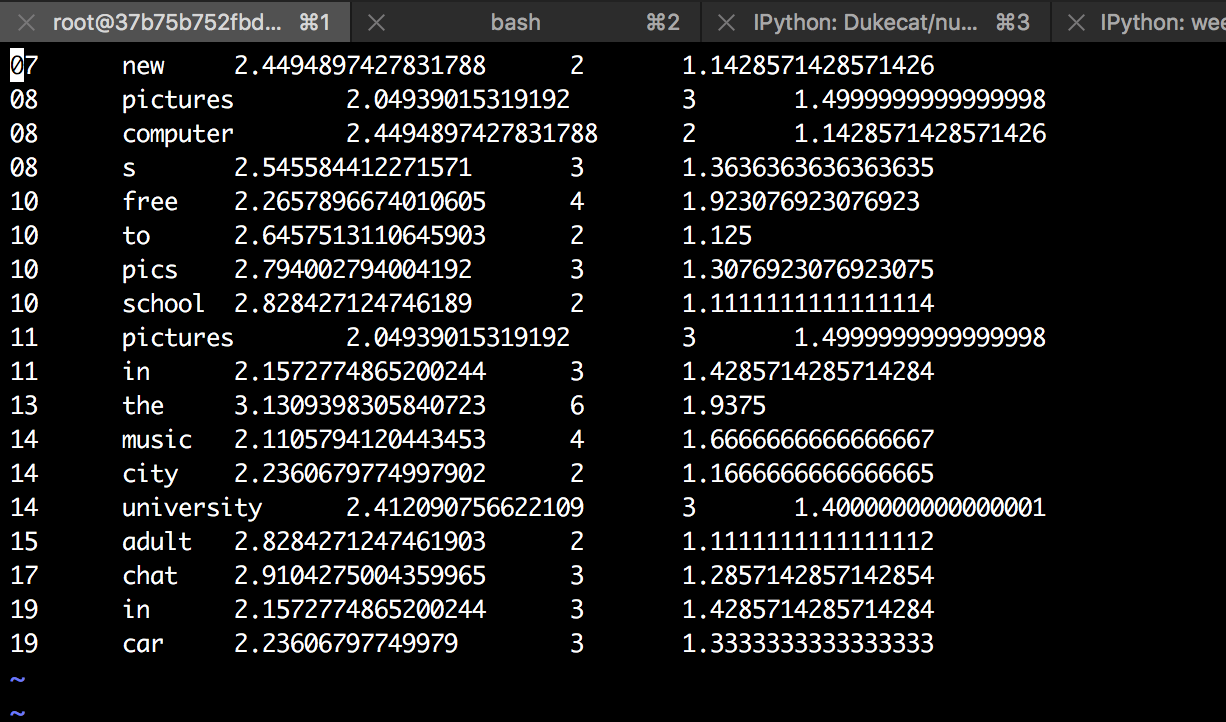 root@37b75b752fbd... ⌘1 bash ⌘2 IPython: Dukecat/nu... ⌘3 IPython: wee
07 new 2.4494897427831788 2 1.1428571428571426
08 pictures 2.04939015319192 3 1.4999999999999998
08 computer 2.4494897427831788 2 1.1428571428571426
08 s 2.545584412271571 3 1.3636363636363635
10 free 2.2657896674010605 4 1.923076923076923
10 to 2.6457513110645903 2 1.125
10 pics 2.794002794004192 3 1.3076923076923075
10 school 2.828427124746189 2 1.1111111111111114
11 pictures 2.04939015319192 3 1.4999999999999998
11 in 2.1572774865200244 3 1.4285714285714284
13 the 3.1309398305840723 6 1.9375
14 music 2.1105794120443453 4 1.6666666666666667
14 city 2.2360679774997902 2 1.1666666666666665
14 university 2.412090756622109 3 1.4000000000000001
15 adult 2.8284271247461903 2 1.1111111111111112
17 chat 2.9104275004359965 3 1.2857142857142854
19 in 2.1572774865200244 3 1.4285714285714284
19 car 2.23606797749979 3 1.3333333333333333
~
~